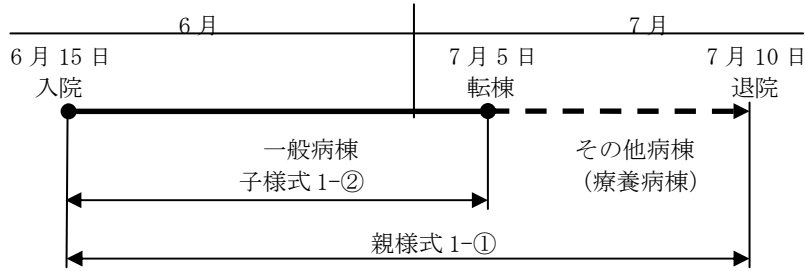 6月 7月
6月15日 7月5日 7月10日
入院 転棟 退院
一般病棟 その他病棟
子様式1-② (療養病棟)
親様式1-①